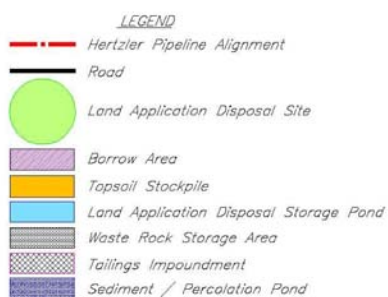 LEGEND
Hertzler Pipeline Alignment
Road
Land Application Disposal Site
Borrow Area
Topsoil Stockpile
Land Application Disposal Storage Pond
Waste Rock Storage Area
Tailings Impoundment
Sediment / Percolation Pond